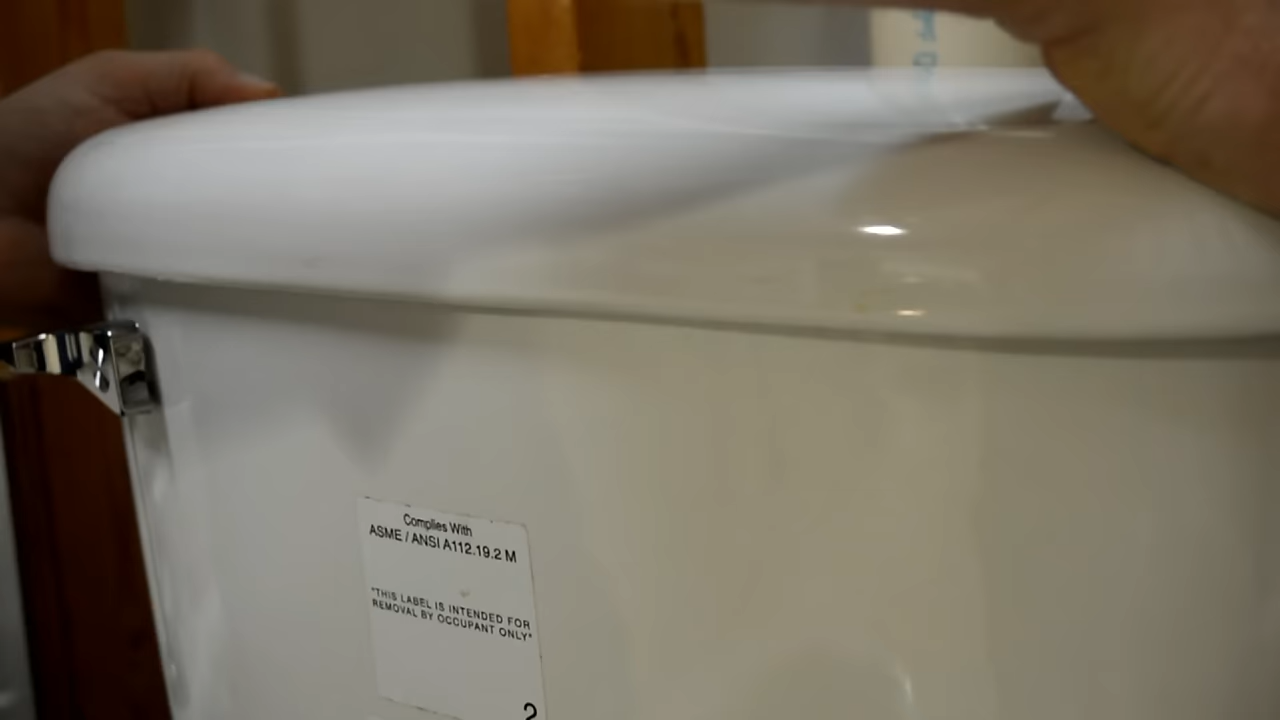 Complies With
ASME / ANSI A112.19.2 M
"THIS LABEL IS INTENDED FOR
REMOVAL BY OCCUPANT ONLY"
2